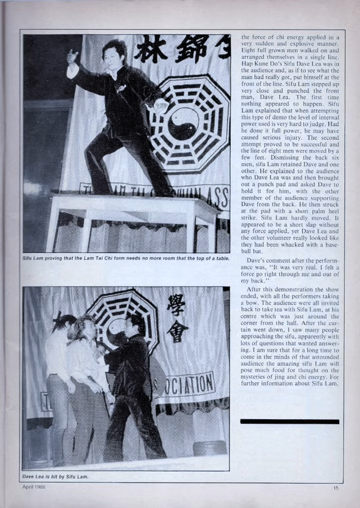 林錦全
LAM TAI CHI
ASS
Sifu Lam proving that the Lam Tai Chi form needs no more room that the top of a table.
學會
SOCIATION
Dave Lea is hit by Sifu Lam.
April 1985
the force of chi energy applied in a
very sudden and explosive manner.
Eight full grown men walked on and
arranged themselves in a single line.
Hap Kune Do's Sifu Dave Lea was in
the audience and, as if to see what the
man had really got, put himself at the
front of the line. Sifu Lam stepped up
very close and punched the front
man, Dave Lea. The first time
nothing appeared to happen. Sifu
Lam explained that when attempting
this type of demo the level of internal
power used is very hard to judge. Had
he done it full power, he may have
caused serious injury. The second
attempt proved to be successful and
the line of eight men were moved by a
few feet. Dismissing the back six
men, sifu Lam retained Dave and one
other. He explained to the audience
who Dave Lea was and then brought
out a punch pad and asked Dave to
hold it for him, with the other
member of the audience supporting
Dave from the back. He then struck
at the pad with a short palm heel
strike. Sifu Lam hardly moved. It
appeared to be a short slap without
any force applied, yet Dave Lea and
the other volunteer really looked like
they had been whacked with a base-
ball bat.
Dave's comment after the perform-
ance was, "It was very real. I felt a
force go right through me and out of
my back."
After this demonstration the show
ended, with all the performers taking
a bow. The audience were all invited
back to take tea with Sifu Lam, at his
centre which was just around the
corner from the hall. After the cur-
tain went down, I saw many people
approaching the sifu, apparently with
lots of questions that wanted answer-
ing. I am sure that for a long time to
come in the minds of that astounded
audience the amazing sifu Lam will
pose much food for thought on the
mysteries of jing and chi energy. For
further information about Sifu Lam,